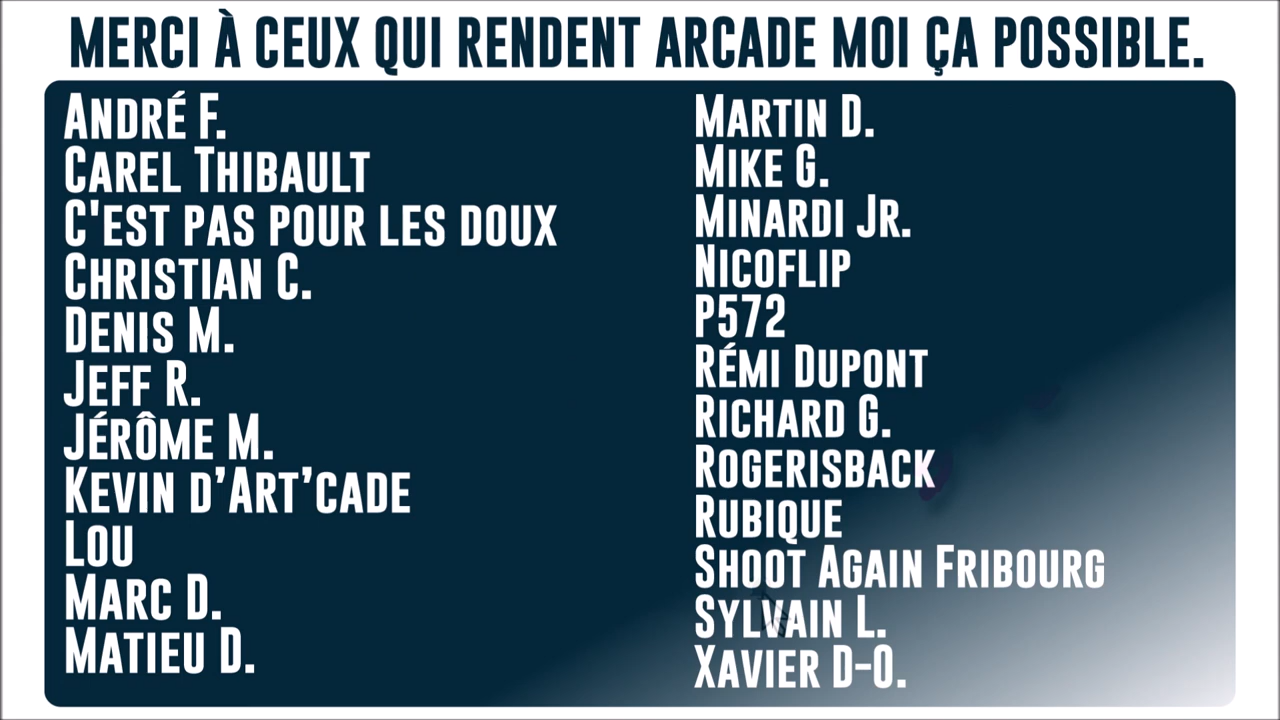 MERCI À CEUX QUI RENDENT ARCADE MOI ÇA POSSIBLE.
ANDRÉ F.
CAREL THIBAULT
C'EST PAS POUR LES DOUX
CHRISTIAN C.
DENIS M.
JEFF R.
JÉRÔME M.
KEVIN D’ART’CADE
LOU
MARC D.
MATIEU D.
MARTIN D.
MIKE G.
MINARDI JR.
NICOFLIP
P572
RÉMI DUPONT
RICHARD G.
ROGERISBACK
RUBIQUE
SHOOT AGAIN FRIBOURG
SYLVAIN L.
XAVIER D-O.